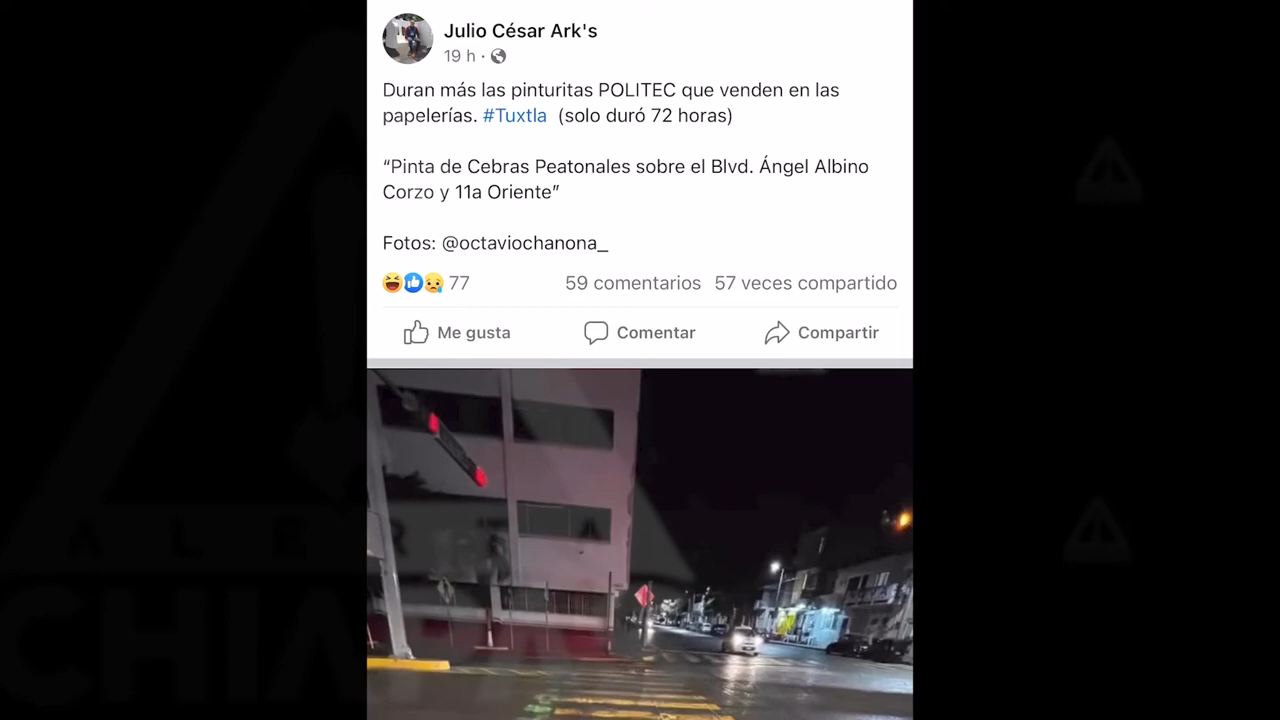 Julio César Ark's
19 h ·
Duran más las pinturitas POLITEC que venden en las
papelerías. #Tuxtla (solo duró 72 horas)
“Pinta de Cebras Peatonales sobre el Blvd. Ángel Albino
Corzo y 11a Oriente”
Fotos: @octaviochanona_
77 59 comentarios 57 veces compartido
Me gusta Comentar Compartir